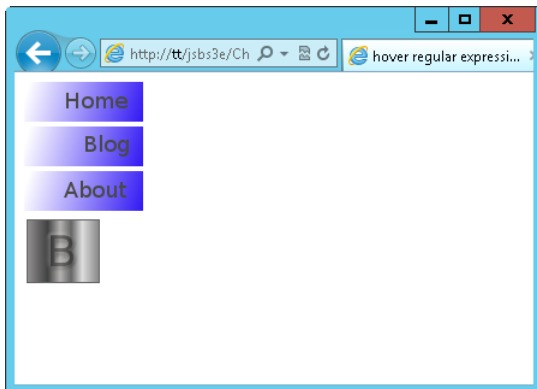 http://tt/jsbs3e/Ch
hover regular expressi...
Home
Blog
About
B